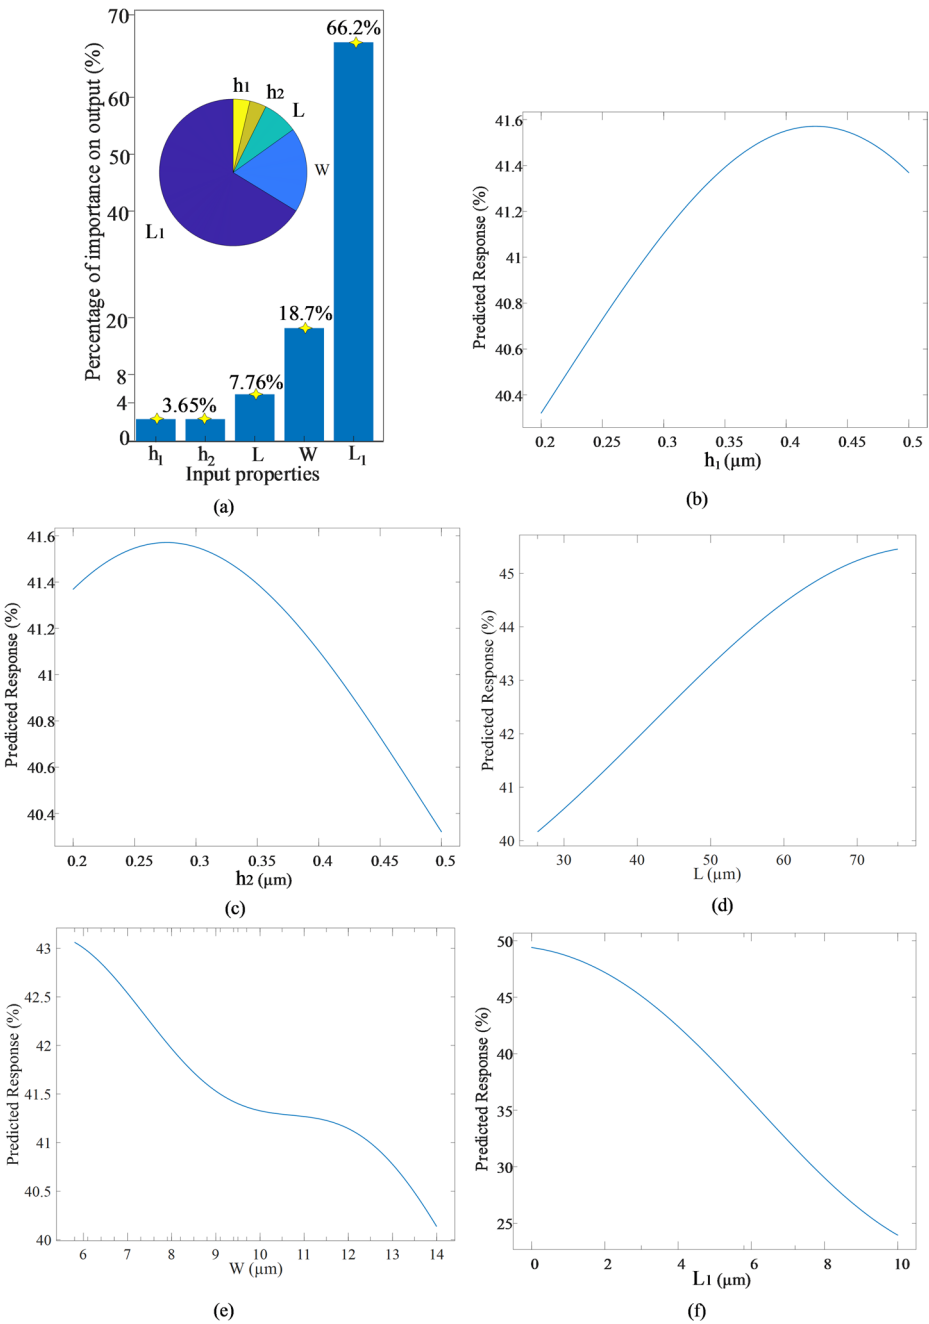 70
60
50
40
20
8
4
0
Percentage of importance on output (%)
66.2%
18.7%
7.76%
3.65%
h1
h2
L
W
L1
h1
h2
L
W
L1
Input properties
(a)
41.6
41.4
41.2
41
40.8
40.6
40.4
Predicted Response (%)
0.2 0.25 0.3 0.35 0.4 0.45 0.5
h1 (μm)
(b)
41.6
41.4
41.2
41
40.8
40.6
40.4
Predicted Response (%)
0.2 0.25 0.3 0.35 0.4 0.45 0.5
h2 (μm)
(c)
45
44
43
42
41
40
Predicted Response (%)
30 40 50 60 70
L (μm)
(d)
43
42.5
42
41.5
41
40.5
40
Predicted Response (%)
6 7 8 9 10 11 12 13 14
W (μm)
(e)
50
45
40
35
30
25
Predicted Response (%)
0 2 4 6 8 10
L1 (μm)
(f)